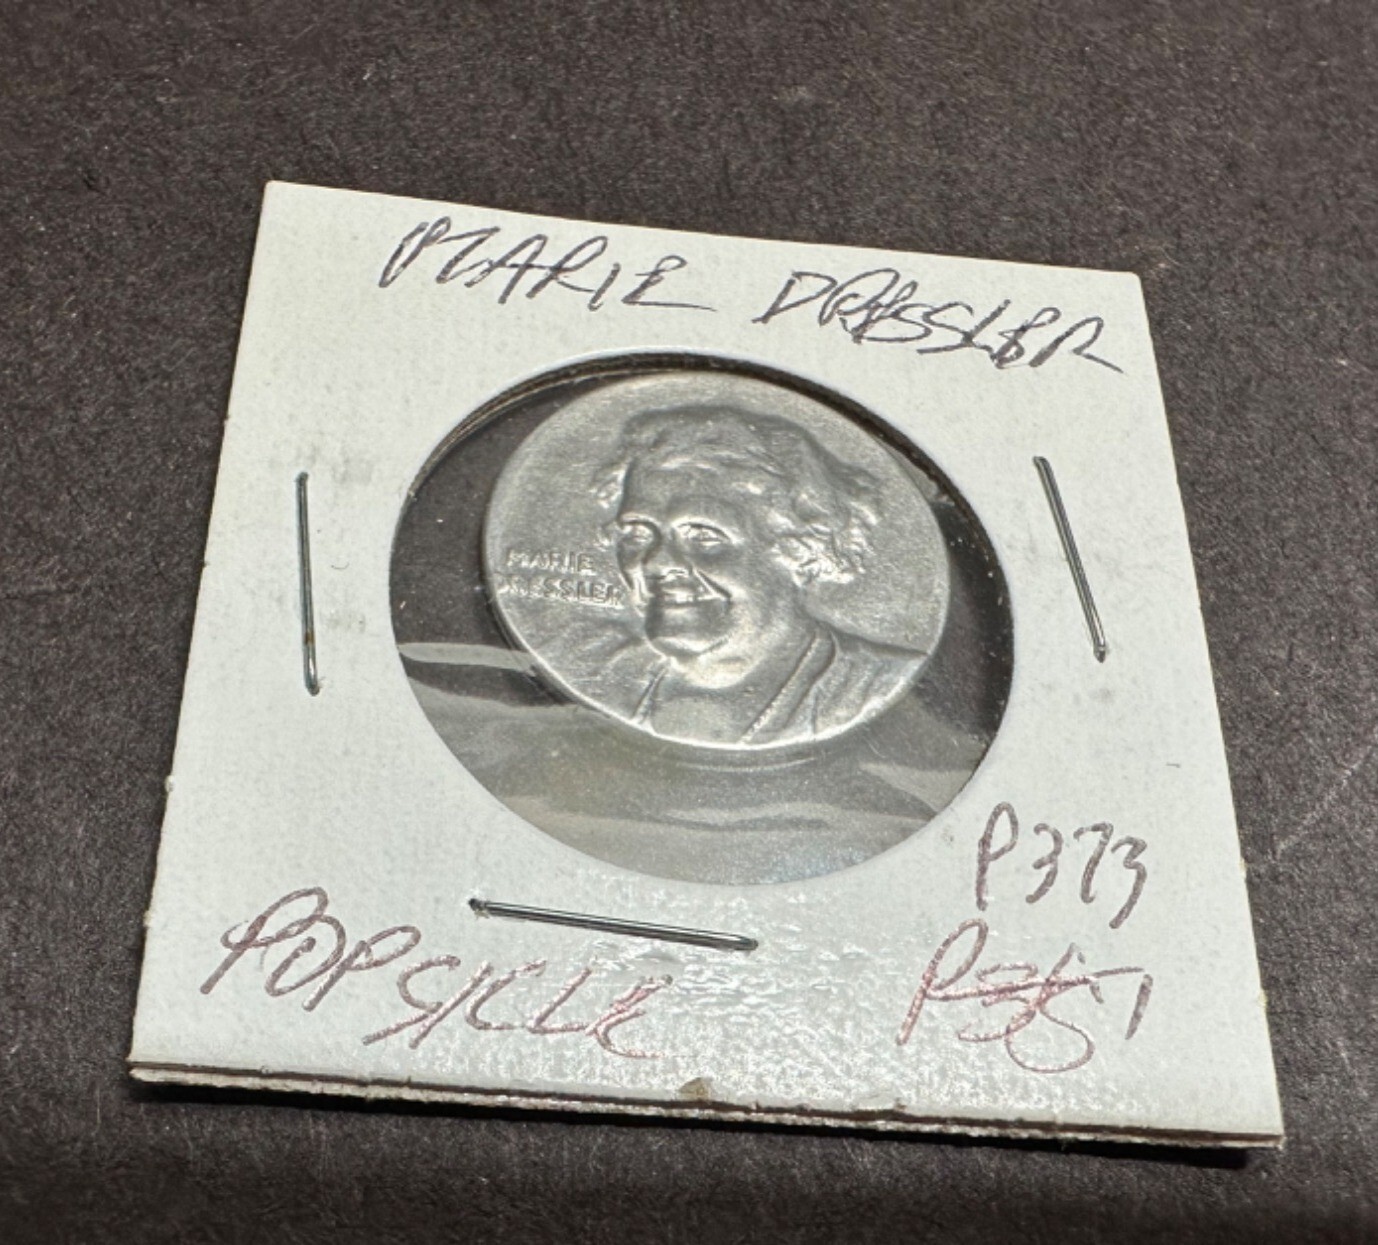 MARIE DRESSLER
MARIE
DRESSLER
P373
POPSICLE